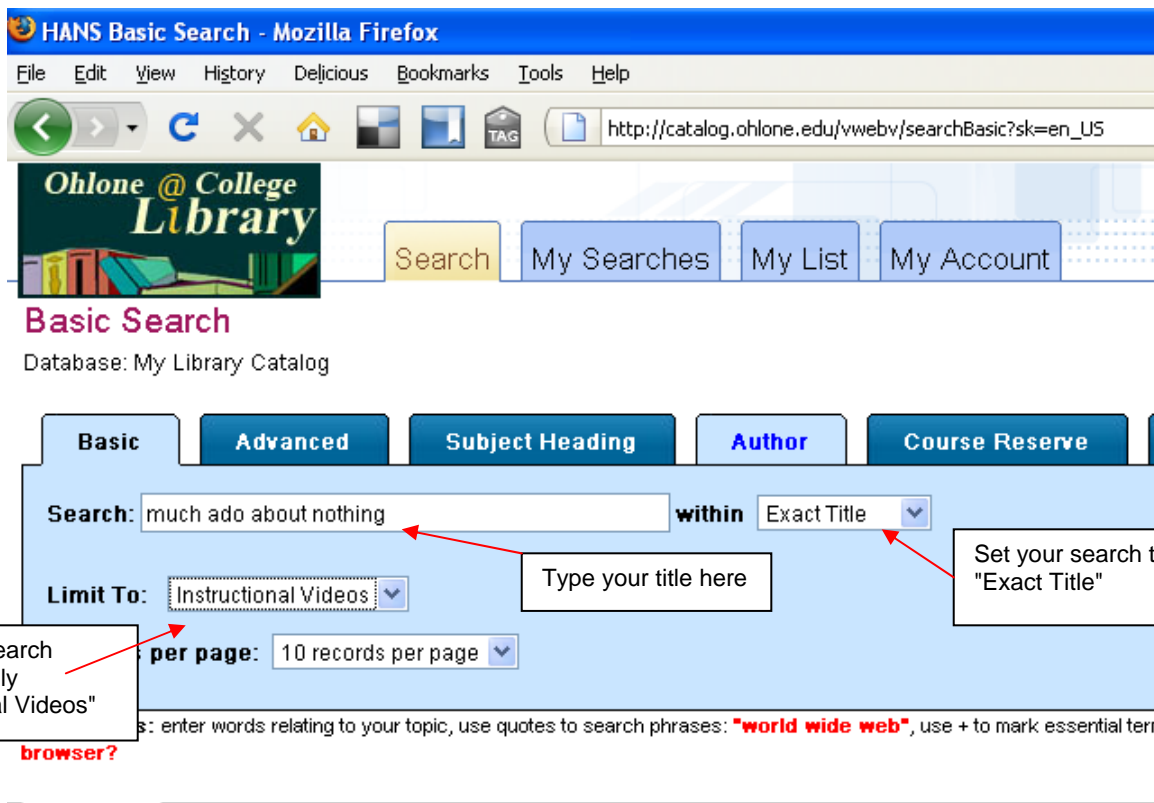 HANS Basic Search - Mozilla Firefox
File Edit View History Delicious Bookmarks Tools Help
TAG http://catalog.ohlone.edu/vwebv/searchBasic?sk=en_US
Ohlone @ College
Library
Search My Searches My List My Account
Basic Search
Database: My Library Catalog
Basic Advanced Subject Heading Author Course Reserve
Search: much ado about nothing within Exact Title
Type your title here
Set your search
"Exact Title"
Limit To: Instructional Videos
Videos"
per page: 10 records per page
enter words relating to your topic, use quotes to search phrases: "world wide web", use + to mark essential
browser?